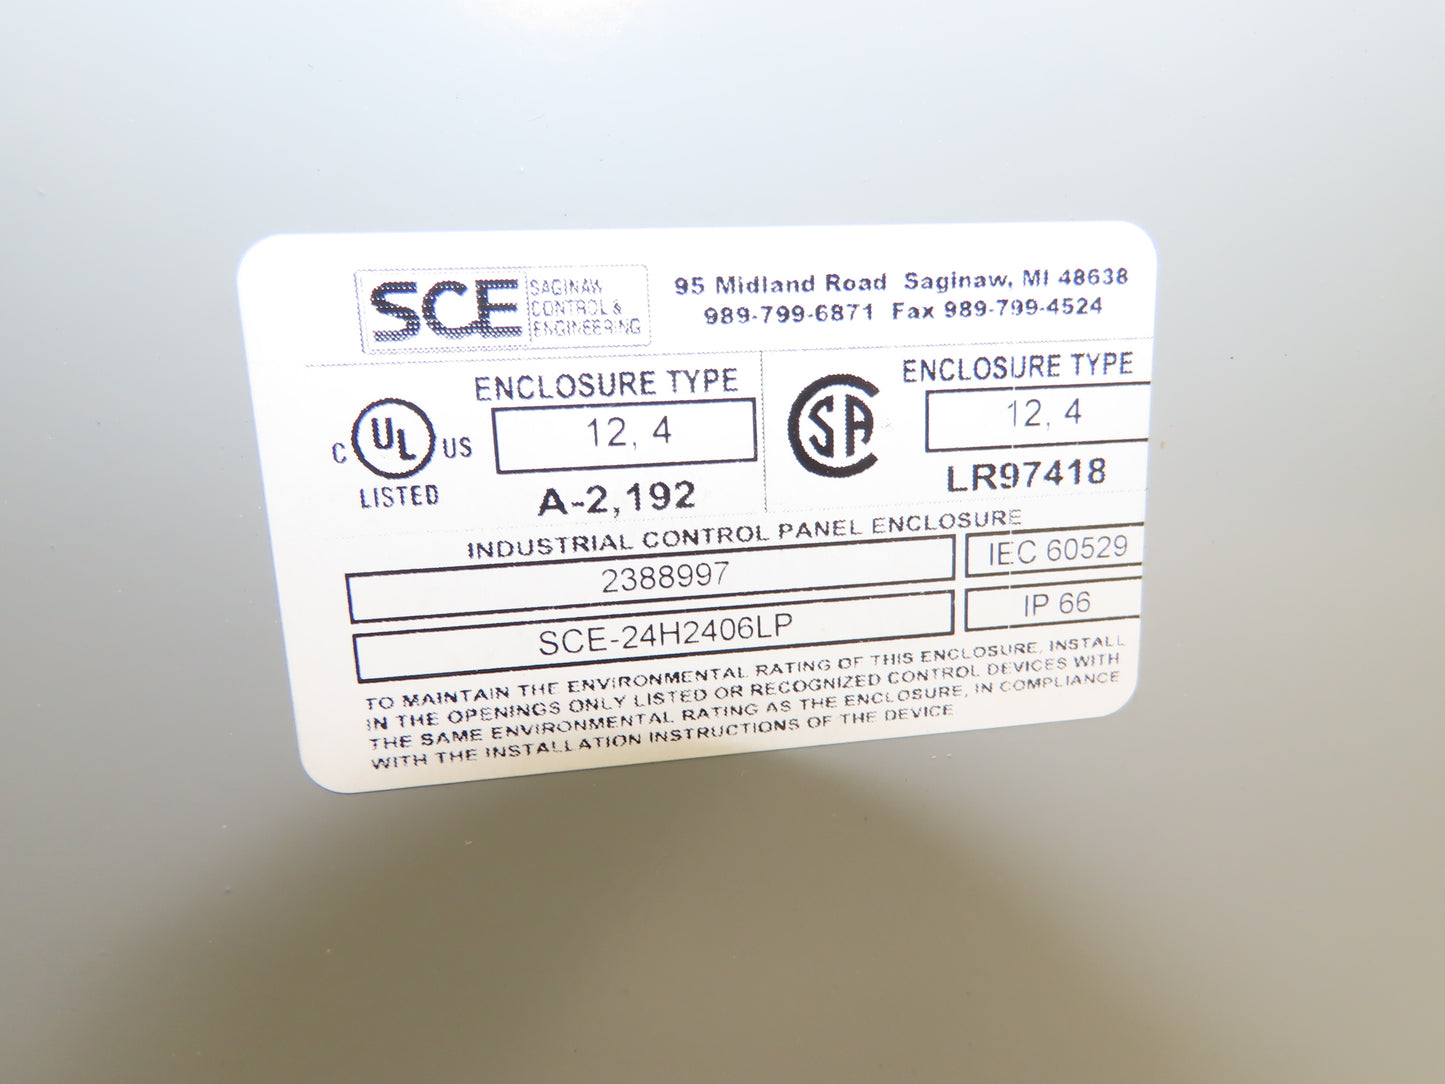 SCE SAGINAW CONTROL & ENGINEERING
95 Midland Road Saginaw, MI 48638
989-799-6871 Fax 989-799-4524
C UL US LISTED
ENCLOSURE TYPE
12, 4
A-2,192
CSA
ENCLOSURE TYPE
12, 4
LR97418
INDUSTRIAL CONTROL PANEL ENCLOSURE
2388997
IEC 60529
SCE-24H2406LP
IP 66
TO MAINTAIN THE ENVIRONMENTAL RATING OF THIS ENCLOSURE, INSTALL
IN THE OPENINGS ONLY LISTED OR RECOGNIZED CONTROL DEVICES WITH
THE SAME ENVIRONMENTAL RATING AS THE ENCLOSURE, IN COMPLIANCE
WITH THE INSTALLATION INSTRUCTIONS OF THE DEVICE